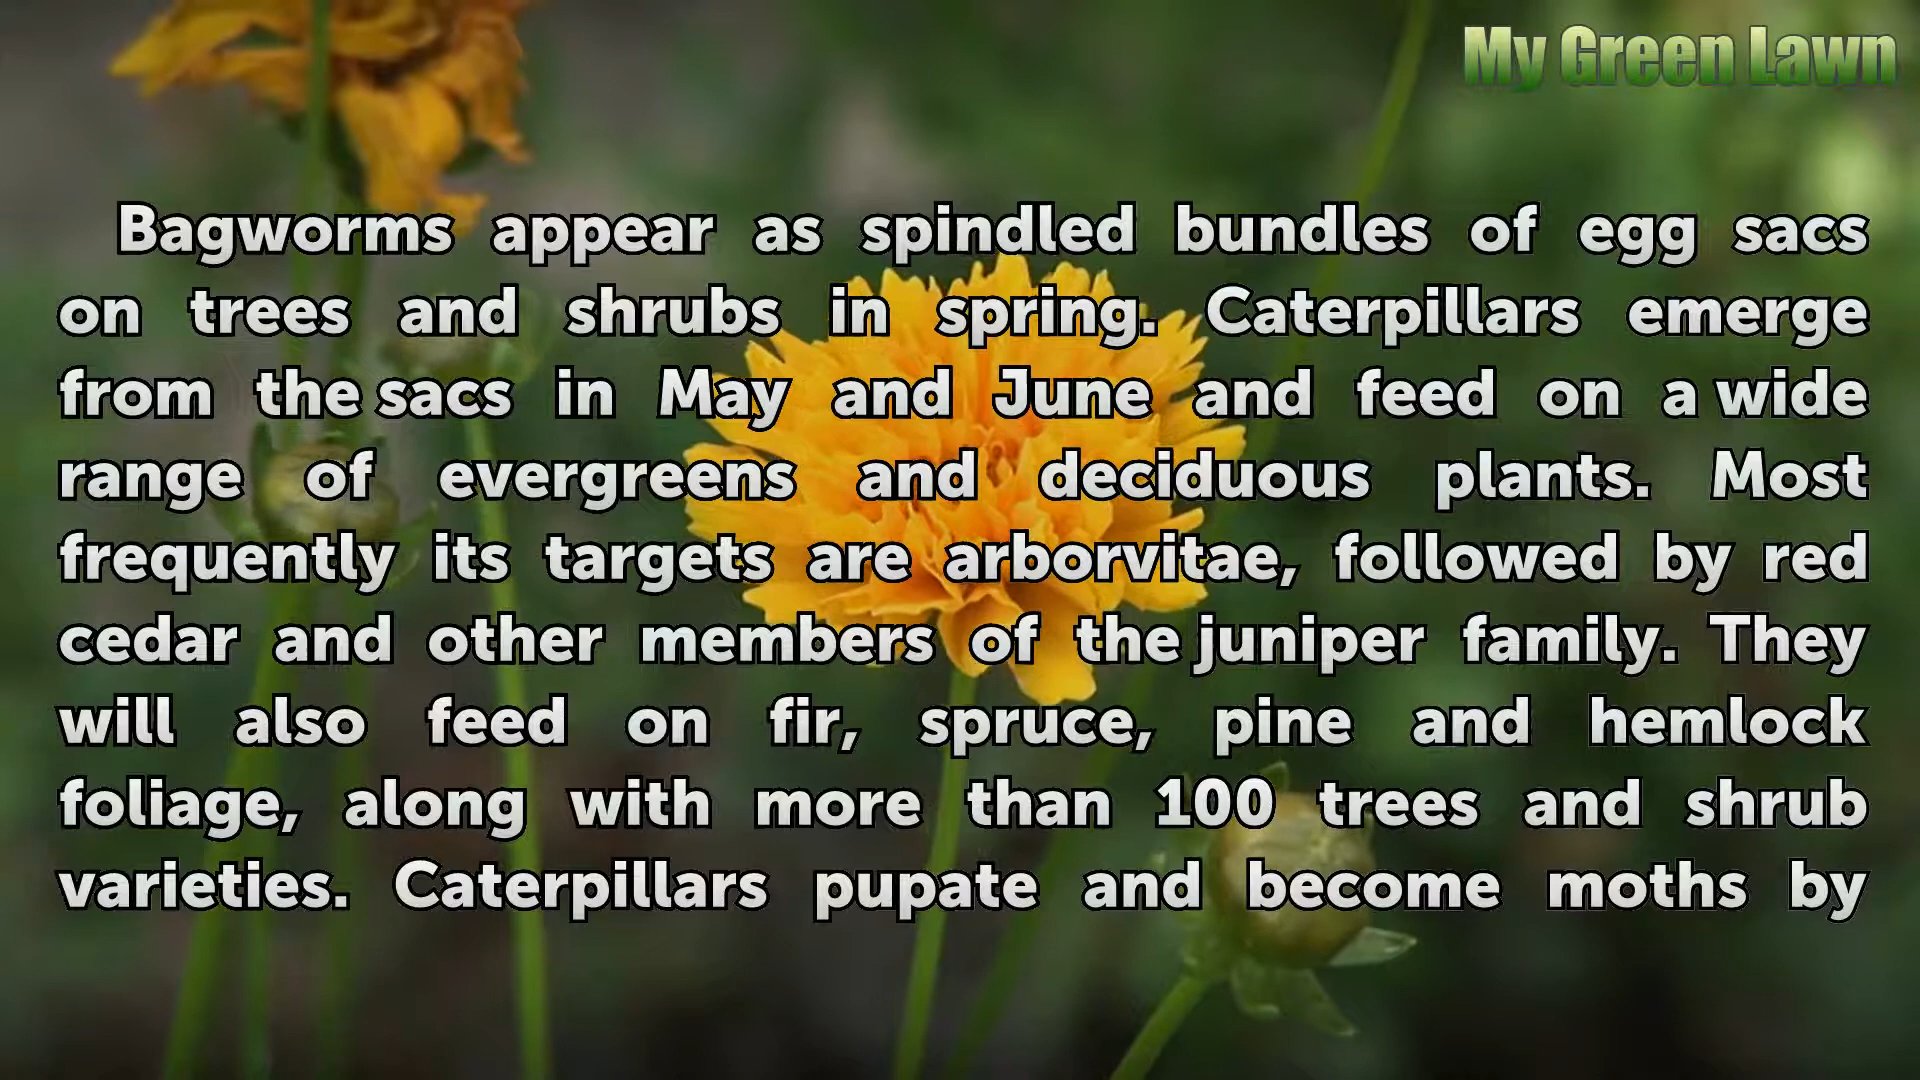 My Green Lawn
Bagworms appear as spindled bundles of egg sacs
on trees and shrubs in spring. Caterpillars emerge
from the sacs in May and June and feed on a wide
range of evergreens and deciduous plants. Most
frequently its targets are arborvitae, followed by red
cedar and other members of the juniper family. They
will also feed on fir, spruce, pine and hemlock
foliage, along with more than 100 trees and shrub
varieties. Caterpillars pupate and become moths by